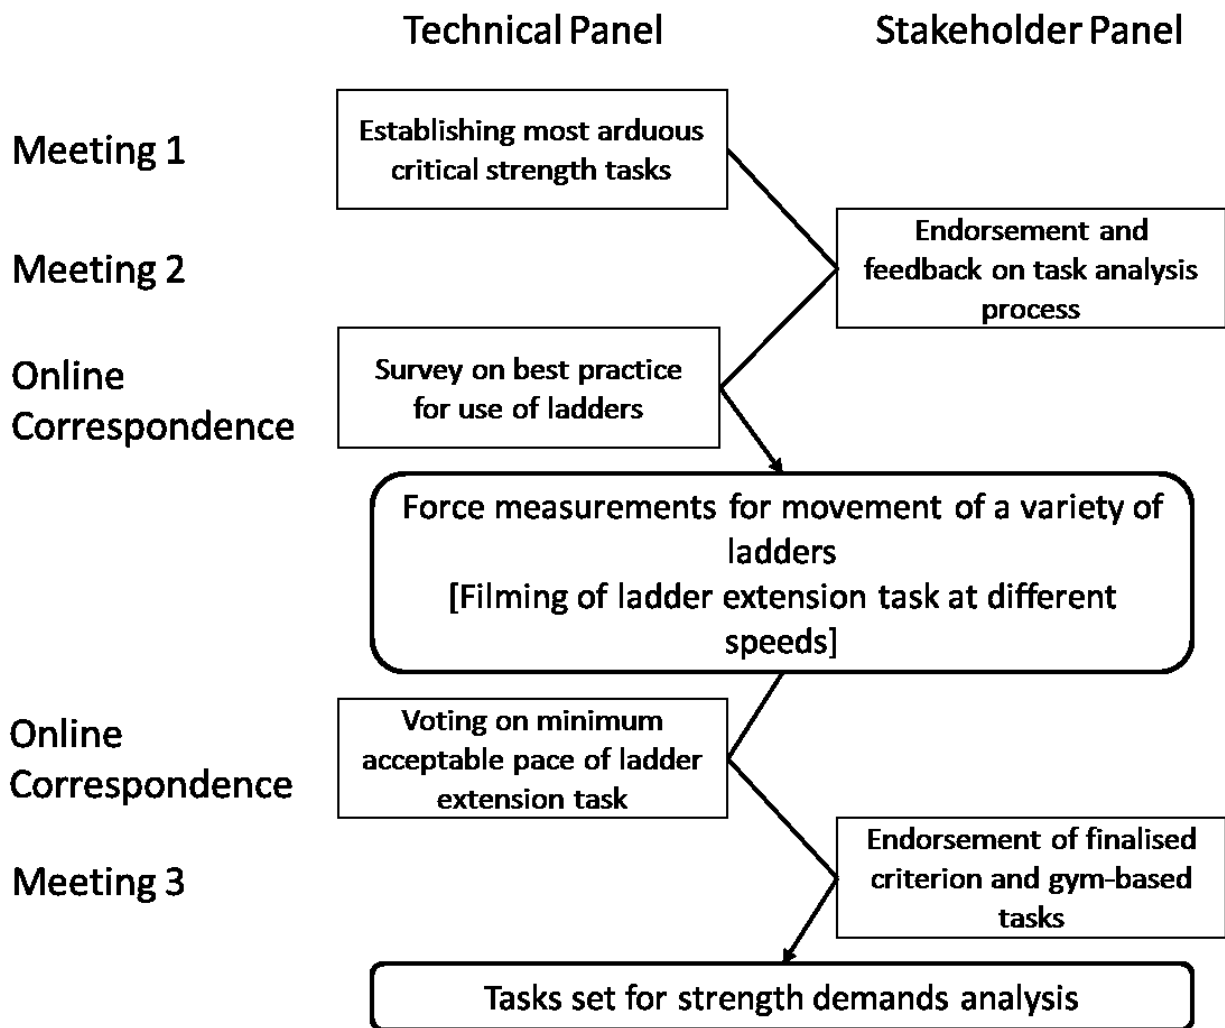 Technical Panel
Stakeholder Panel
Meeting 1
Establishing most arduous
critical strength tasks
Meeting 2
Endorsement and
feedback on task analysis
process
Online
Correspondence
Survey on best practice
for use of ladders
Force measurements for movement of a variety of
ladders
[Filming of ladder extension task at different
speeds]
Online
Correspondence
Voting on minimum
acceptable pace of ladder
extension task
Meeting 3
Endorsement of finalised
criterion and gym-based
tasks
Tasks set for strength demands analysis